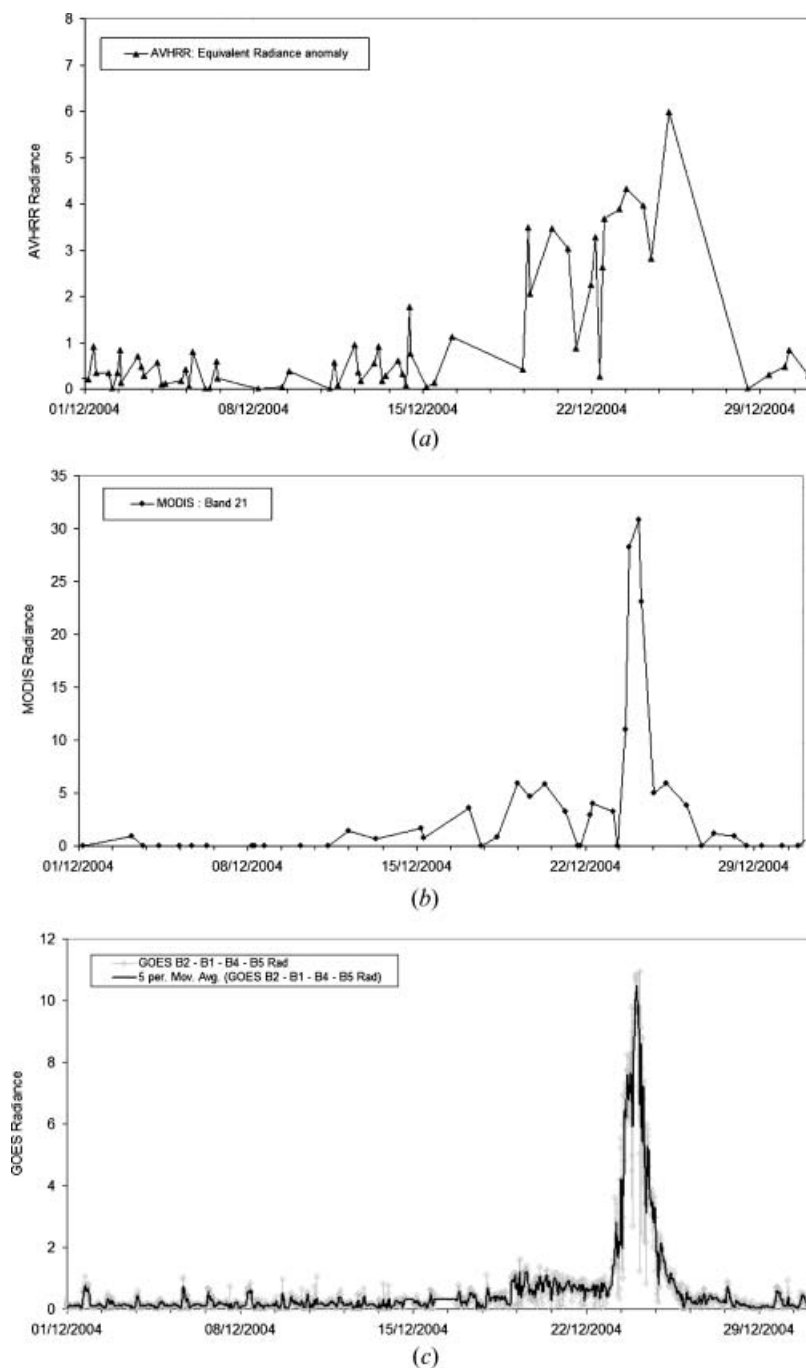 8
AVHRR: Equivalent Radiance anomaly
7
6
5
4
3
2
1
0
AVHRR Radiance
01/12/2004 08/12/2004 15/12/2004 22/12/2004 29/12/2004
(a)
35
MODIS : Band 21
30
25
20
15
10
5
0
MODIS Radiance
01/12/2004 08/12/2004 15/12/2004 22/12/2004 29/12/2004
(b)
12
GOES B2 - B1 - B4 - B5 Rad
5 per. Mov. Avg. (GOES B2 - B1 - B4 - B5 Rad)
10
8
6
4
2
0
GOES Radiance
01/12/2004 08/12/2004 15/12/2004 22/12/2004 29/12/2004
(c)